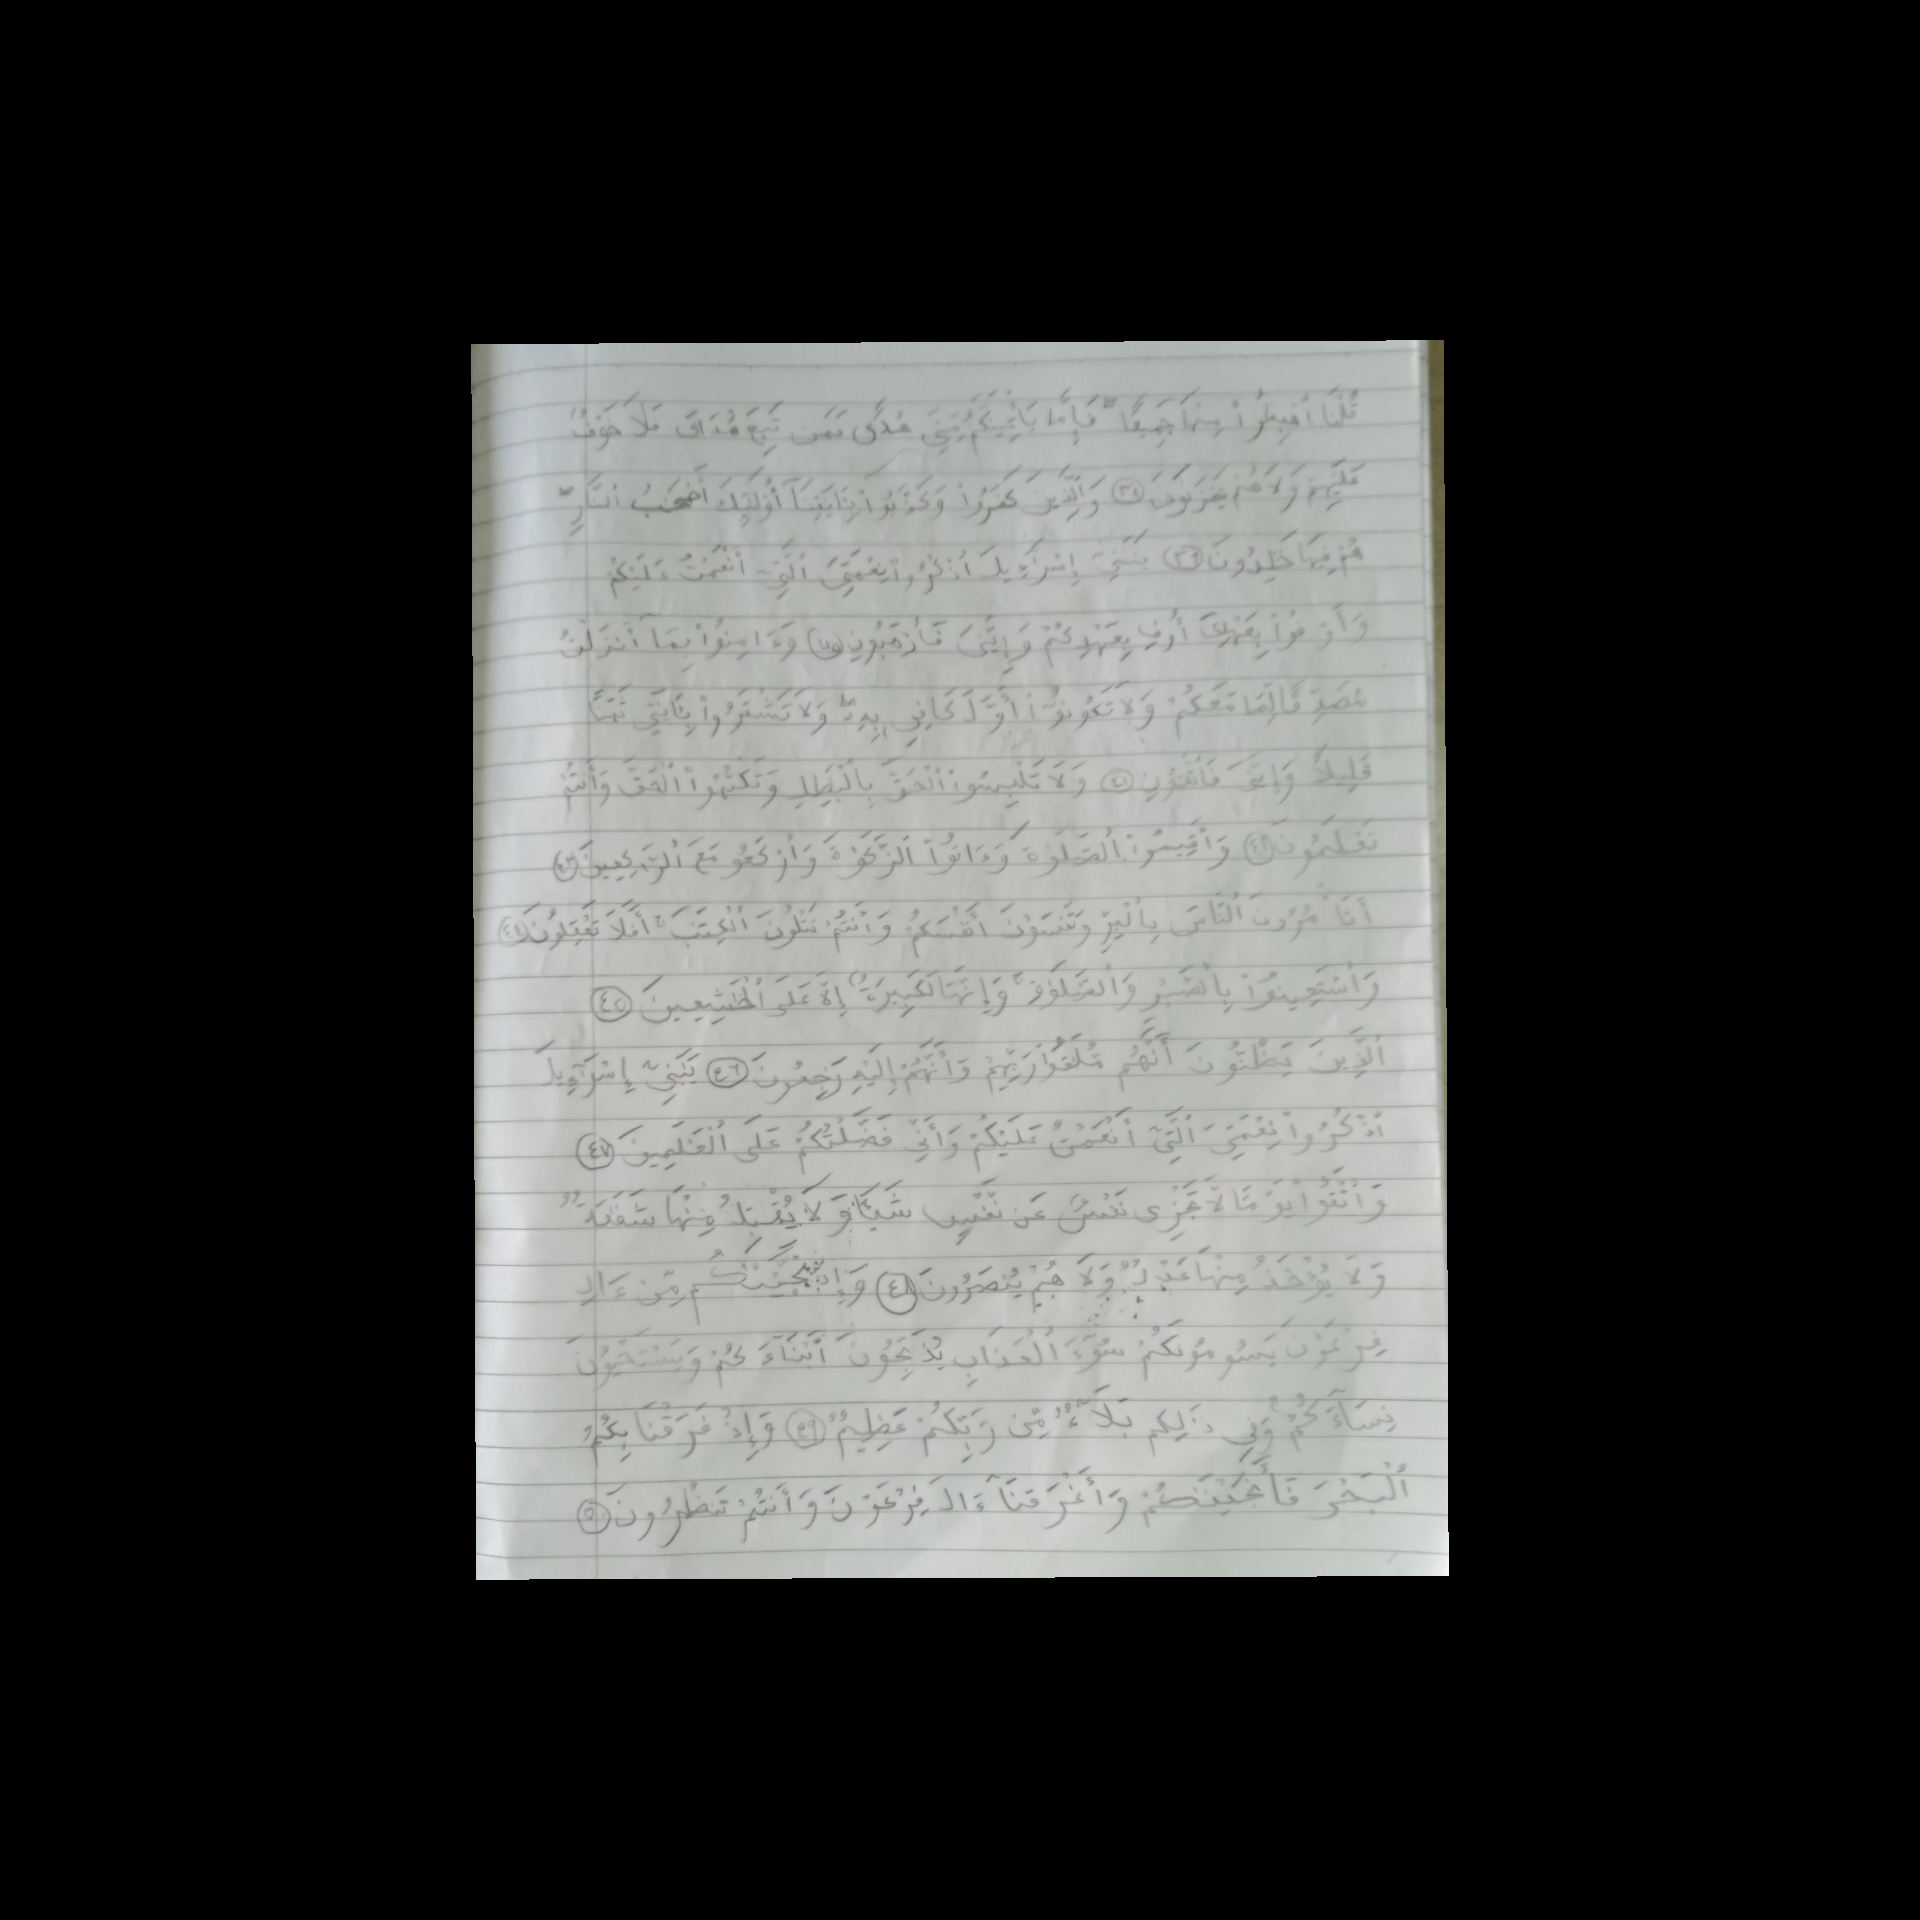 قُلْنَا ٱهْبِطُوا۟ مِنْهَا جَمِيعًا ۖ فَإِمَّا يَأْتِيَنَّكُم مِّنِّى هُدًى فَمَن تَبِعَ هُدَاىَ فَلَا خَوْفٌ
عَلَيْهِمْ وَلَا هُمْ يَحْزَنُونَ ٣٨ وَٱلَّذِينَ كَفَرُوا۟ وَكَذَّبُوا۟ بِـَٔايَٰتِنَآ أُو۟لَٰٓئِكَ أَصْحَٰبُ ٱلنَّارِ ۖ
هُمْ فِيهَا خَٰلِدُونَ ٣٩ يَٰبَنِىٓ إِسْرَٰٓءِيلَ ٱذْكُرُوا۟ نِعْمَتِىَ ٱلَّتِىٓ أَنْعَمْتُ عَلَيْكُمْ
وَأَوْفُوا۟ بِعَهْدِىٓ أُوفِ بِعَهْدِكُمْ وَإِيَّٰىَ فَٱرْهَبُونِ ٤٠ وَءَامِنُوا۟ بِمَآ أَنزَلْتُ
مُصَدِّقًا لِّمَا مَعَكُمْ وَلَا تَكُونُوٓا۟ أَوَّلَ كَافِرٍۭ بِهِۦ ۖ وَلَا تَشْتَرُوا۟ بِـَٔايَٰتِى ثَمَنًا
قَلِيلًا وَإِيَّٰىَ فَٱتَّقُونِ ٤١ وَلَا تَلْبِسُوا۟ ٱلْحَقَّ بِٱلْبَٰطِلِ وَتَكْتُمُوا۟ ٱلْحَقَّ وَأَنتُمْ
تَعْلَمُونَ ٤٢ وَأَقِيمُوا۟ ٱلصَّلَوٰةَ وَءَاتُوا۟ ٱلزَّكَوٰةَ وَٱرْكَعُو مَعَ ٱلرَّٰكِعِينَ ٤٣
أَتَأْمُرُونَ ٱلنَّاسَ بِٱلْبِرِّ وَتَنسَوْنَ أَنفُسَكُمْ وَأَنتُمْ تَتْلُونَ ٱلْكِتَٰبَ ۚ أَفَلَا تَعْقِلُونَ ٤٤
وَٱسْتَعِينُوا۟ بِٱلصَّبْرِ وَٱلصَّلَوٰةِ ۚ وَإِنَّهَا لَكَبِيرَةٌ إِلَّا عَلَى ٱلْخَٰشِعِينَ ٤٥
ٱلَّذِينَ يَظُنُّونَ أَنَّهُم مُّلَٰقُوا۟ رَبِّهِمْ وَأَنَّهُمْ إِلَيْهِ رَٰجِعُونَ ٤٦ يَٰبَنِىٓ إِسْرَٰٓءِيلَ
ٱذْكُرُوا۟ نِعْمَتِىَ ٱلَّتِىٓ أَنْعَمْتُ عَلَيْكُمْ وَأَنِّى فَضَّلْتُكُمْ عَلَى ٱلْعَٰلَمِينَ ٤٧
وَٱتَّقُوا۟ يَوْمًا لَّا تَجْزِى نَفْسٌ عَن نَّفْسٍ شَيْـًٔا وَلَا يُقْبَلُ مِنْهَا شَفَٰعَةٌ
وَلَا يُؤْخَذُ مِنْهَا عَدْلٌ وَلَا هُمْ يُنصَرُونَ ٤٨ وَإِذْ نَجَّيْنَٰكُم مِّنْ ءَالِ
فِرْعَوْنَ يَسُومُونَكُمْ سُوٓءَ ٱلْعَذَابِ يُذَبِّحُونَ أَبْنَآءَكُمْ وَيَسْتَحْيُونَ
نِسَآءَكُمْ ۚ وَفِى ذَٰلِكُم بَلَآءٌ مِّن رَّبِّكُمْ عَظِيمٌ ٤٩ وَإِذْ فَرَقْنَا بِكُمُ
ٱلْبَحْرَ فَأَنجَيْنَٰكُمْ وَأَغْرَقْنَآ ءَالَ فِرْعَوْنَ وَأَنتُمْ تَنظُرُونَ ٥٠